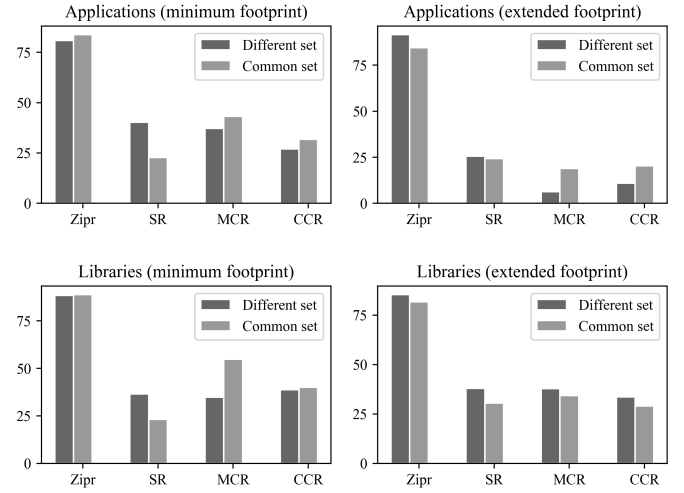 Applications (minimum footprint)
75
50
25
0
Different set
Common set
Zipr SR MCR CCR
Applications (extended footprint)
75
50
25
0
Different set
Common set
Zipr SR MCR CCR
Libraries (minimum footprint)
75
50
25
0
Different set
Common set
Zipr SR MCR CCR
Libraries (extended footprint)
75
50
25
0
Different set
Common set
Zipr SR MCR CCR